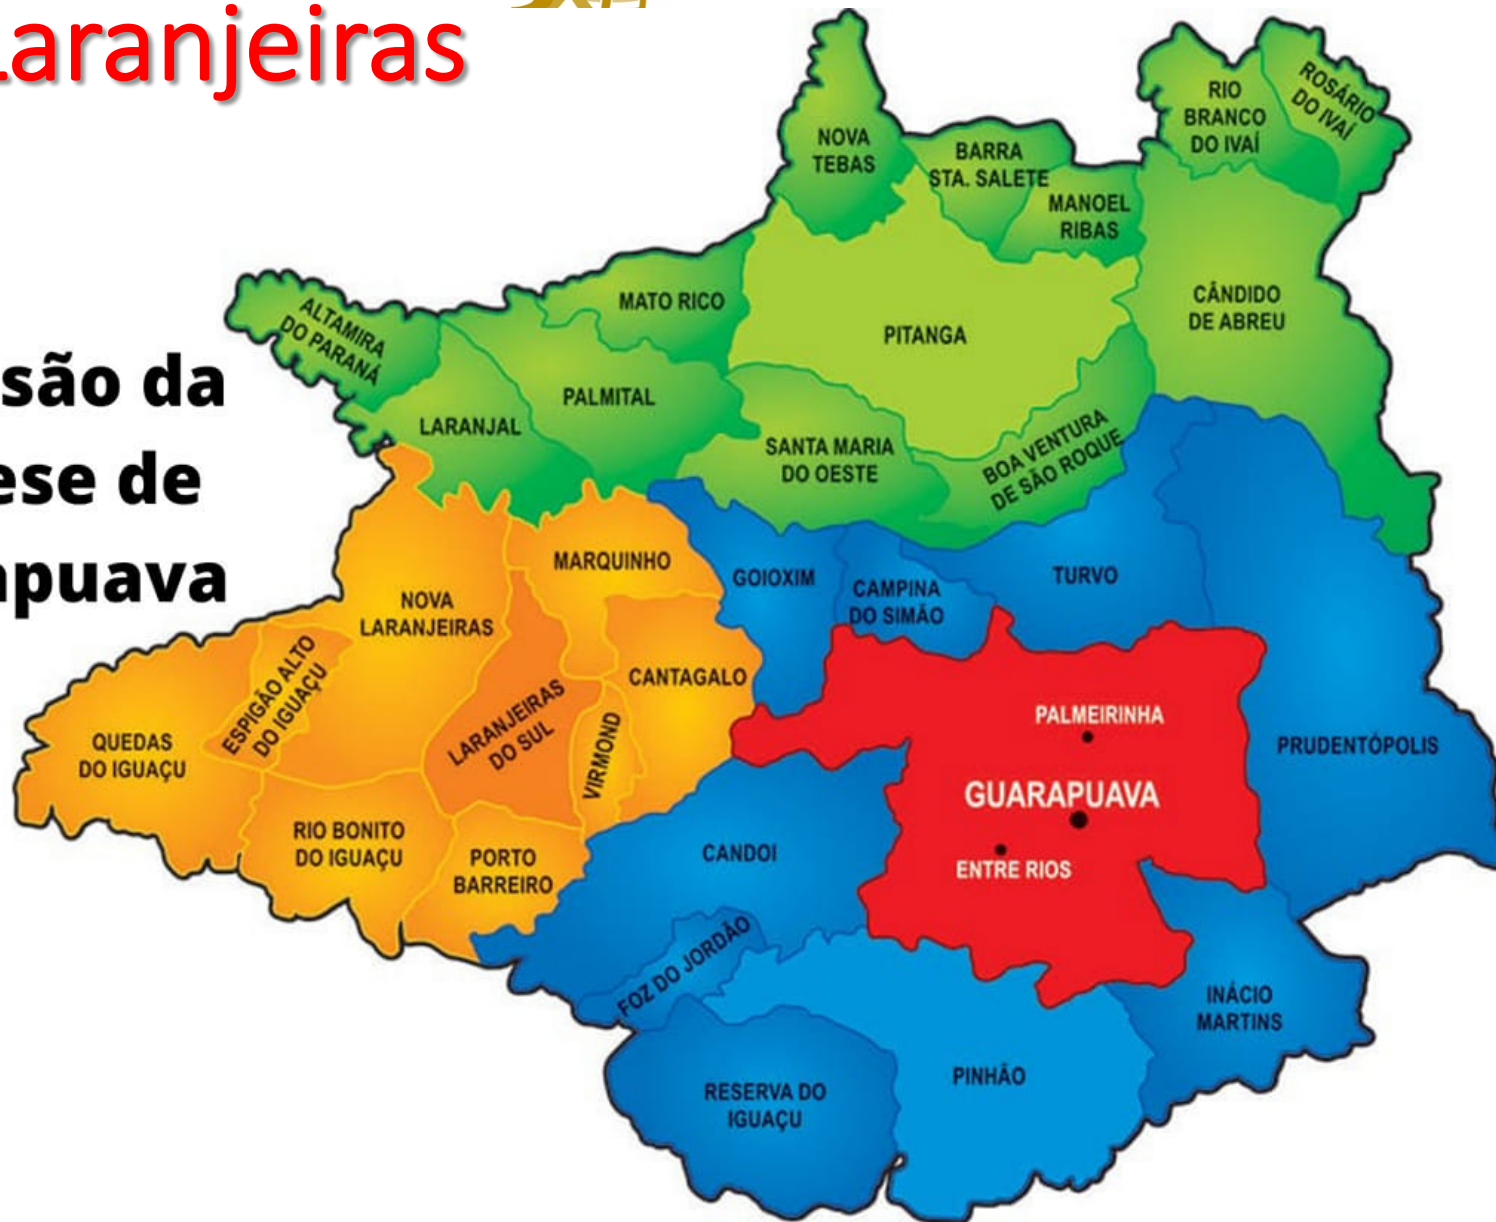 Laranjeiras
são da
ese de
apuava
NOVA
TEBAS
BARRA
STA. SALETE
MANOEL
RIBAS
RIO
BRANCO
DO IVAÍ
ROSÁRIO
DO IVAÍ
ALTAMIRA
DO PARANÁ
MATO RICO
PITANGA
CÂNDIDO
DE ABREU
LARANJAL
PALMITAL
SANTA MARIA
DO OESTE
BOA VENTURA
DE SÃO ROQUE
MARQUINHO
GOIOXIM
CAMPINA
DO SIMÃO
TURVO
NOVA
LARANJEIRAS
ESPIGÃO ALTO
DO IGUAÇU
QUEDAS
DO IGUAÇU
LARANJEIRAS
DO SUL
CANTAGALO
VIRMOND
PALMEIRINHA
GUARAPUAVA
ENTRE RIOS
PRUDENTÓPOLIS
RIO BONITO
DO IGUAÇU
PORTO
BARREIRO
CANDOI
FOZ DO JORDÃO
INÁCIO
MARTINS
RESERVA DO
IGUAÇU
PINHÃO